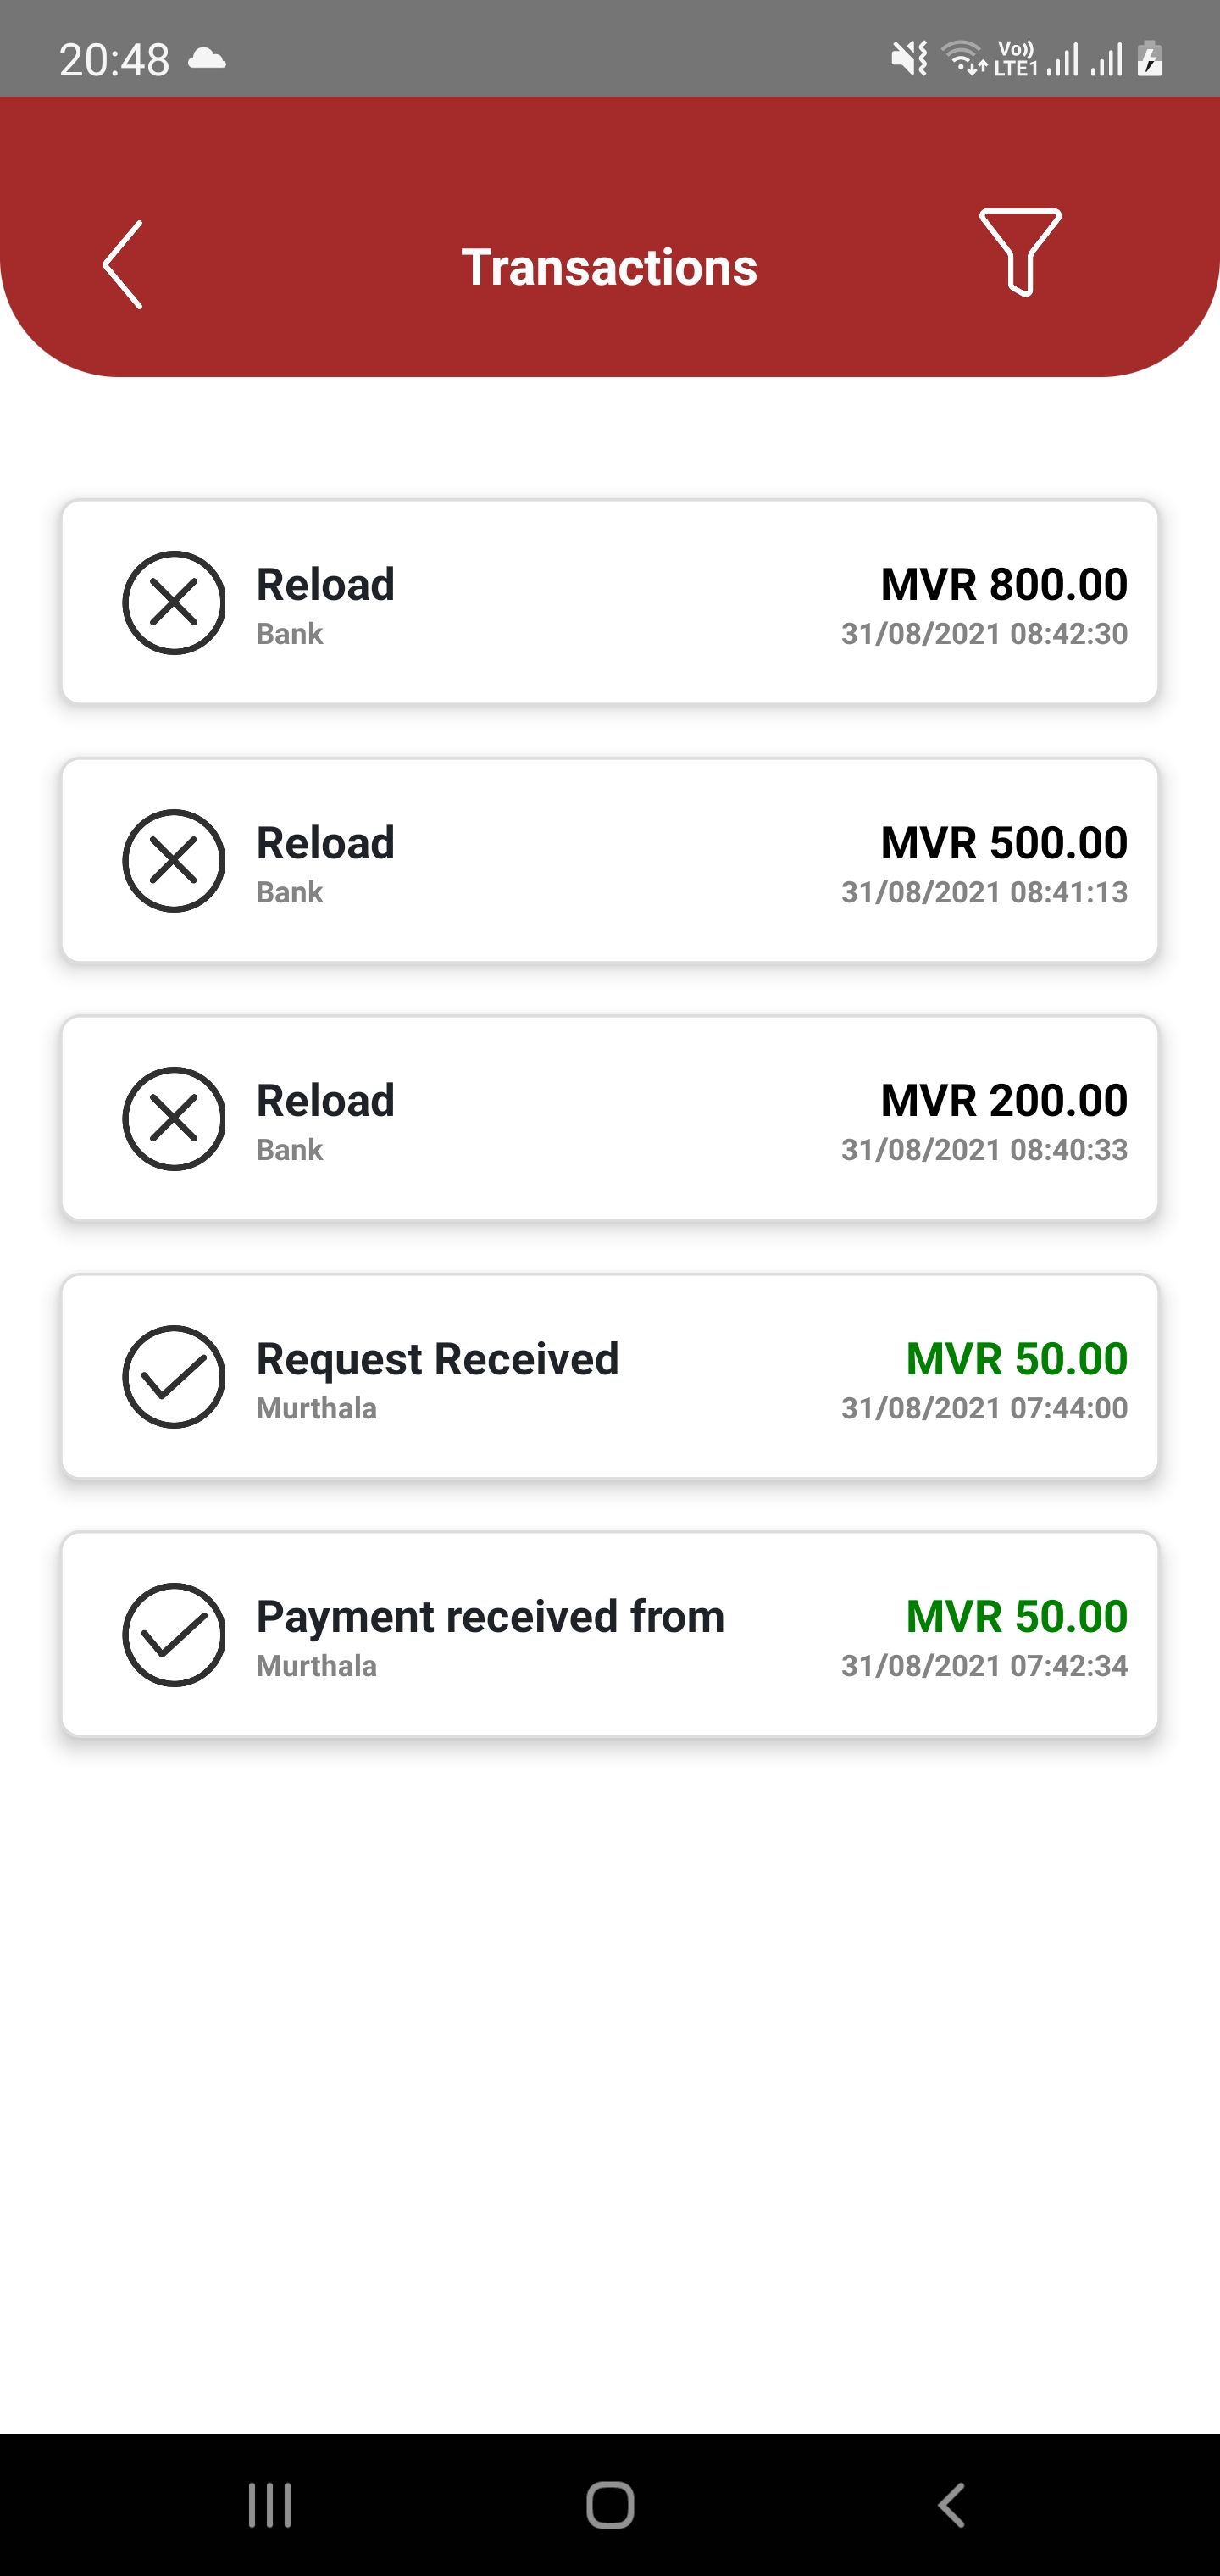 20:48
Vo)) LTE1
Transactions
Reload
MVR 800.00
Bank
31/08/2021 08:42:30
Reload
MVR 500.00
Bank
31/08/2021 08:41:13
Reload
MVR 200.00
Bank
31/08/2021 08:40:33
Request Received
MVR 50.00
Murthala
31/08/2021 07:44:00
Payment received from
MVR 50.00
Murthala
31/08/2021 07:42:34